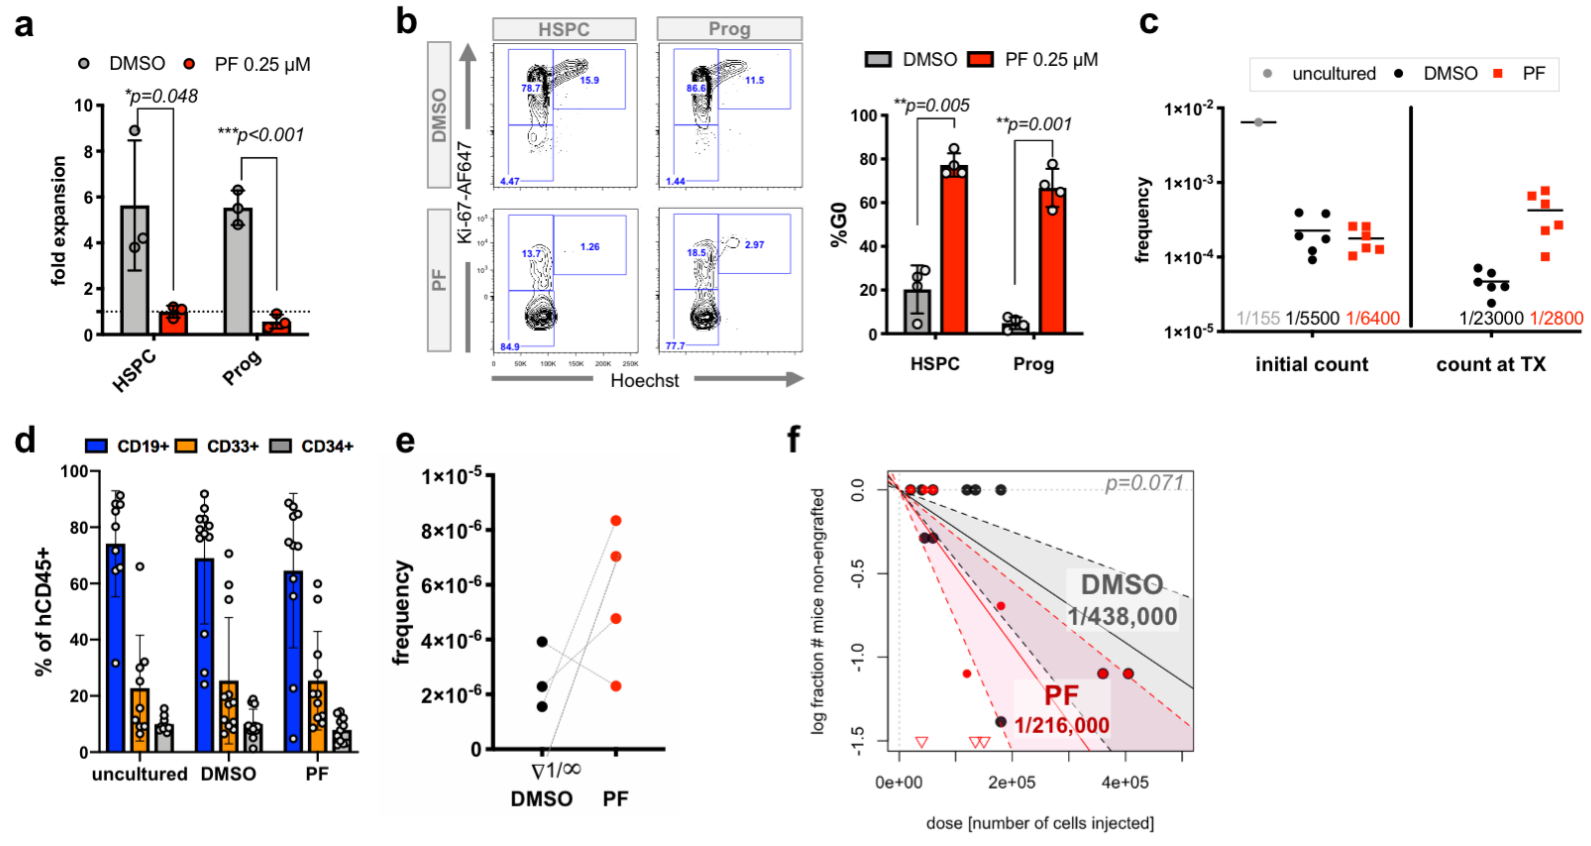 a
DMSO PF 0.25 µM
*p=0.048
***p<0.001
fold expansion
10
8
6
4
2
0
HSPC
Prog
b
HSPC
Prog
DMSO
PF
Ki-67-AF647
78.7
15.9
4.47
86.6
11.5
1.44
13.7
1.26
84.9
18.5
2.97
77.7
0 50K 100K 150K 200K 250K
Hoechst
DMSO PF 0.25 µM
**p=0.005
**p=0.001
%G0
100
80
60
40
20
0
HSPC
Prog
c
uncultured DMSO PF
frequency
1×10-2
1×10-3
1×10-4
1×10-5
1/155 1/5500 1/6400
1/23000 1/2800
initial count
count at TX
d
CD19+ CD33+ CD34+
% of hCD45+
100
80
60
40
20
0
uncultured DMSO PF
e
frequency
1×10-5
8×10-6
6×10-6
4×10-6
2×10-6
0
∇1/∞
DMSO PF
f
p=0.071
log fraction # mice non-engrafted
0.0
-0.5
-1.0
-1.5
DMSO
1/438,000
PF
1/216,000
0e+00 2e+05 4e+05
dose [number of cells injected]